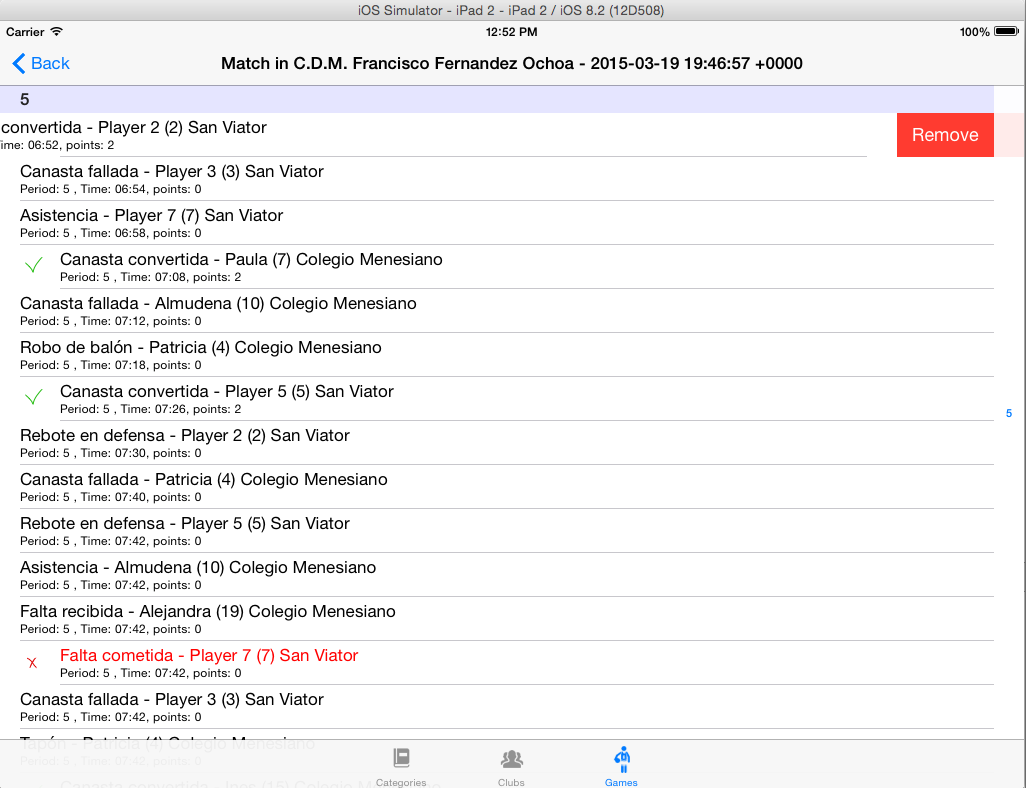 iOS Simulator - iPad 2 - iPad 2 / iOS 8.2 (12D508)
Carrier 12:52 PM 100%
Back Match in C.D.M. Francisco Fernandez Ochoa - 2015-03-19 19:46:57 +0000
5
convertida - Player 2 (2) San Viator
ime: 06:52, points: 2
Remove
Canasta fallada - Player 3 (3) San Viator
Period: 5 , Time: 06:54, points: 0
Asistencia - Player 7 (7) San Viator
Period: 5 , Time: 06:58, points: 0
Canasta convertida - Paula (7) Colegio Menesiano
Period: 5 , Time: 07:08, points: 2
Canasta fallada - Almudena (10) Colegio Menesiano
Period: 5 , Time: 07:12, points: 0
Robo de balón - Patricia (4) Colegio Menesiano
Period: 5 , Time: 07:18, points: 0
Canasta convertida - Player 5 (5) San Viator
Period: 5 , Time: 07:26, points: 2
5
Rebote en defensa - Player 2 (2) San Viator
Period: 5 , Time: 07:30, points: 0
Canasta fallada - Patricia (4) Colegio Menesiano
Period: 5 , Time: 07:40, points: 0
Rebote en defensa - Player 5 (5) San Viator
Period: 5 , Time: 07:42, points: 0
Asistencia - Almudena (10) Colegio Menesiano
Period: 5 , Time: 07:42, points: 0
Falta recibida - Alejandra (19) Colegio Menesiano
Period: 5 , Time: 07:42, points: 0
Falta cometida - Player 7 (7) San Viator
Period: 5 , Time: 07:42, points: 0
Canasta fallada - Player 3 (3) San Viator
Period: 5 , Time: 07:42, points: 0
Tapón - Patricia (4) Colegio Menesiano
Period: 5 , Time: 07:42, points: 0
Canasta convertida - Ines (16) Colegio Menesiano
Categories Clubs Games